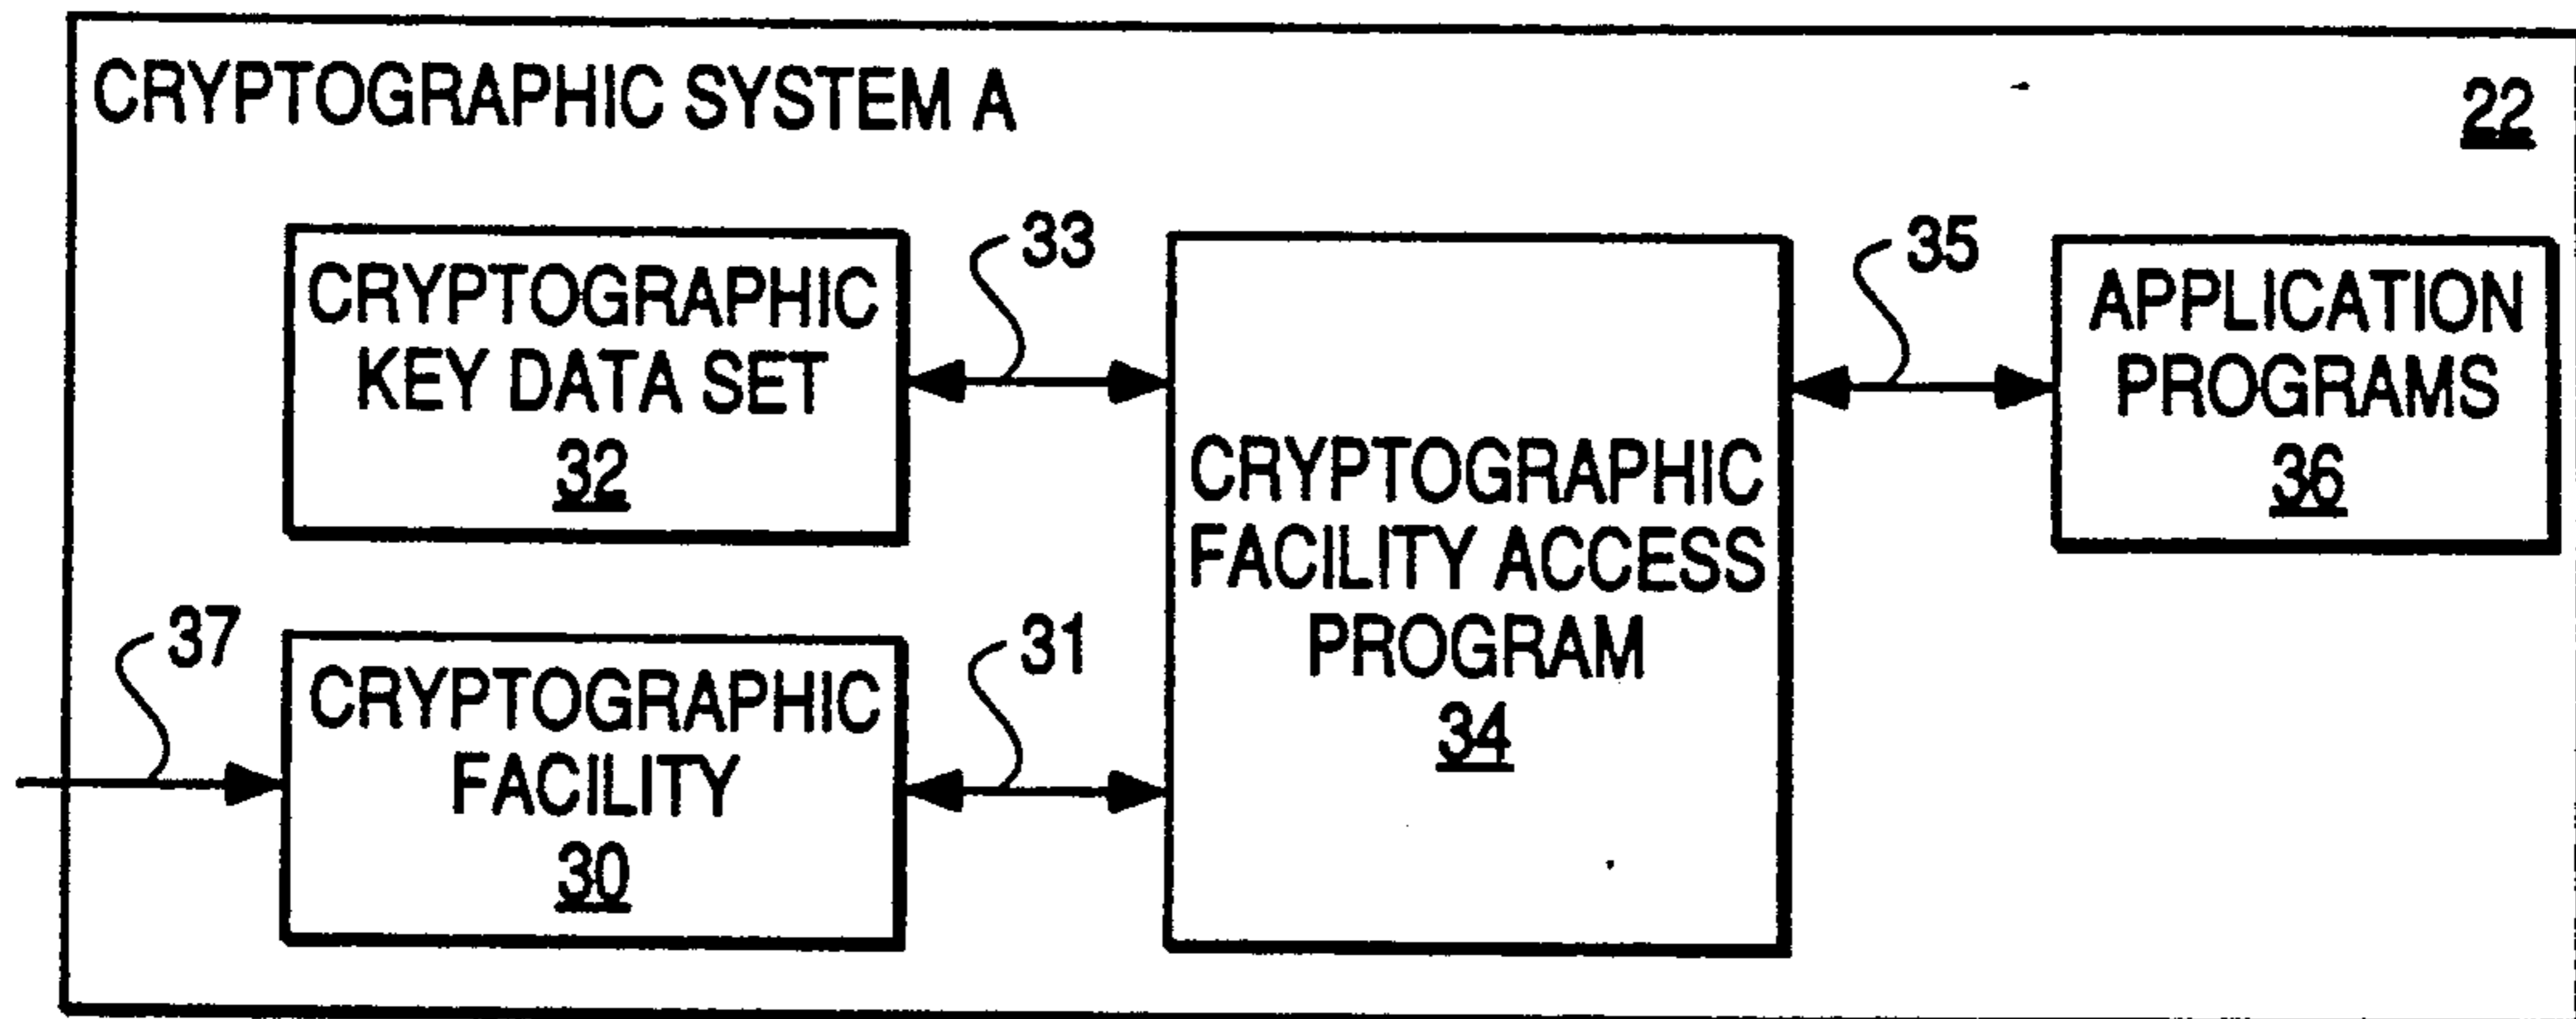 CRYPTOGRAPHIC SYSTEM A
22
CRYPTOGRAPHIC
KEY DATA SET
32
33
CRYPTOGRAPHIC
FACILITY ACCESS
PROGRAM
34
35
APPLICATION
PROGRAMS
36
37
CRYPTOGRAPHIC
FACILITY
30
31